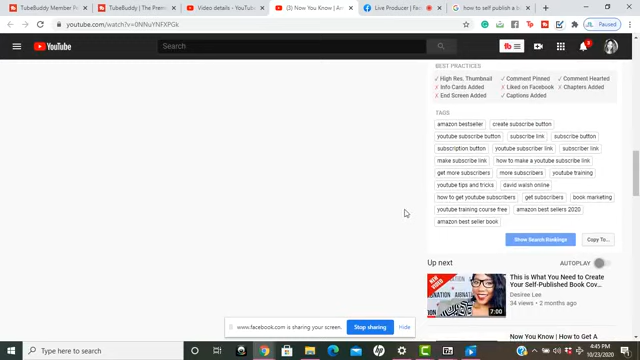 TubeBuddy Member P
TubeBuddy | The Prem
Video details - YouTu
Now You Know | Am
Live Producer | Fac
how to self publish a b
youtube.com/watch?v=0NNuYNFXPGk
Paused
YouTube
Search
BEST PRACTICES
✓ High Res. Thumbnail ✓ Comment Pinned ✓ Comment Hearted
✗ Info Cards Added ✗ Liked on Facebook ✗ Chapters Added
✗ End Screen Added ✓ Captions Added
TAGS
amazon bestseller create subscribe button
youtube subscribe button subscribe link subscribe button
subscription button youtube subscriber link subscriber link
make subscribe link how to make a youtube subscribe link
get more subscribers more subscribers youtube training
youtube tips and tricks david walsh online
how to get youtube subscribers get subscribers book marketing
youtube training course free amazon best sellers 2020
amazon best seller book
Show Search Rankings Copy To...
Up next AUTOPLAY
NEW VIDEO
7:00
This is What You Need to Create
Your Self-Published Book Cov...
Desiree Lee
34 views • 2 months ago
Now You Know | How to Get A
www.facebook.com is sharing your screen. Stop sharing Hide
Type here to search
4:45 PM
10/23/2020